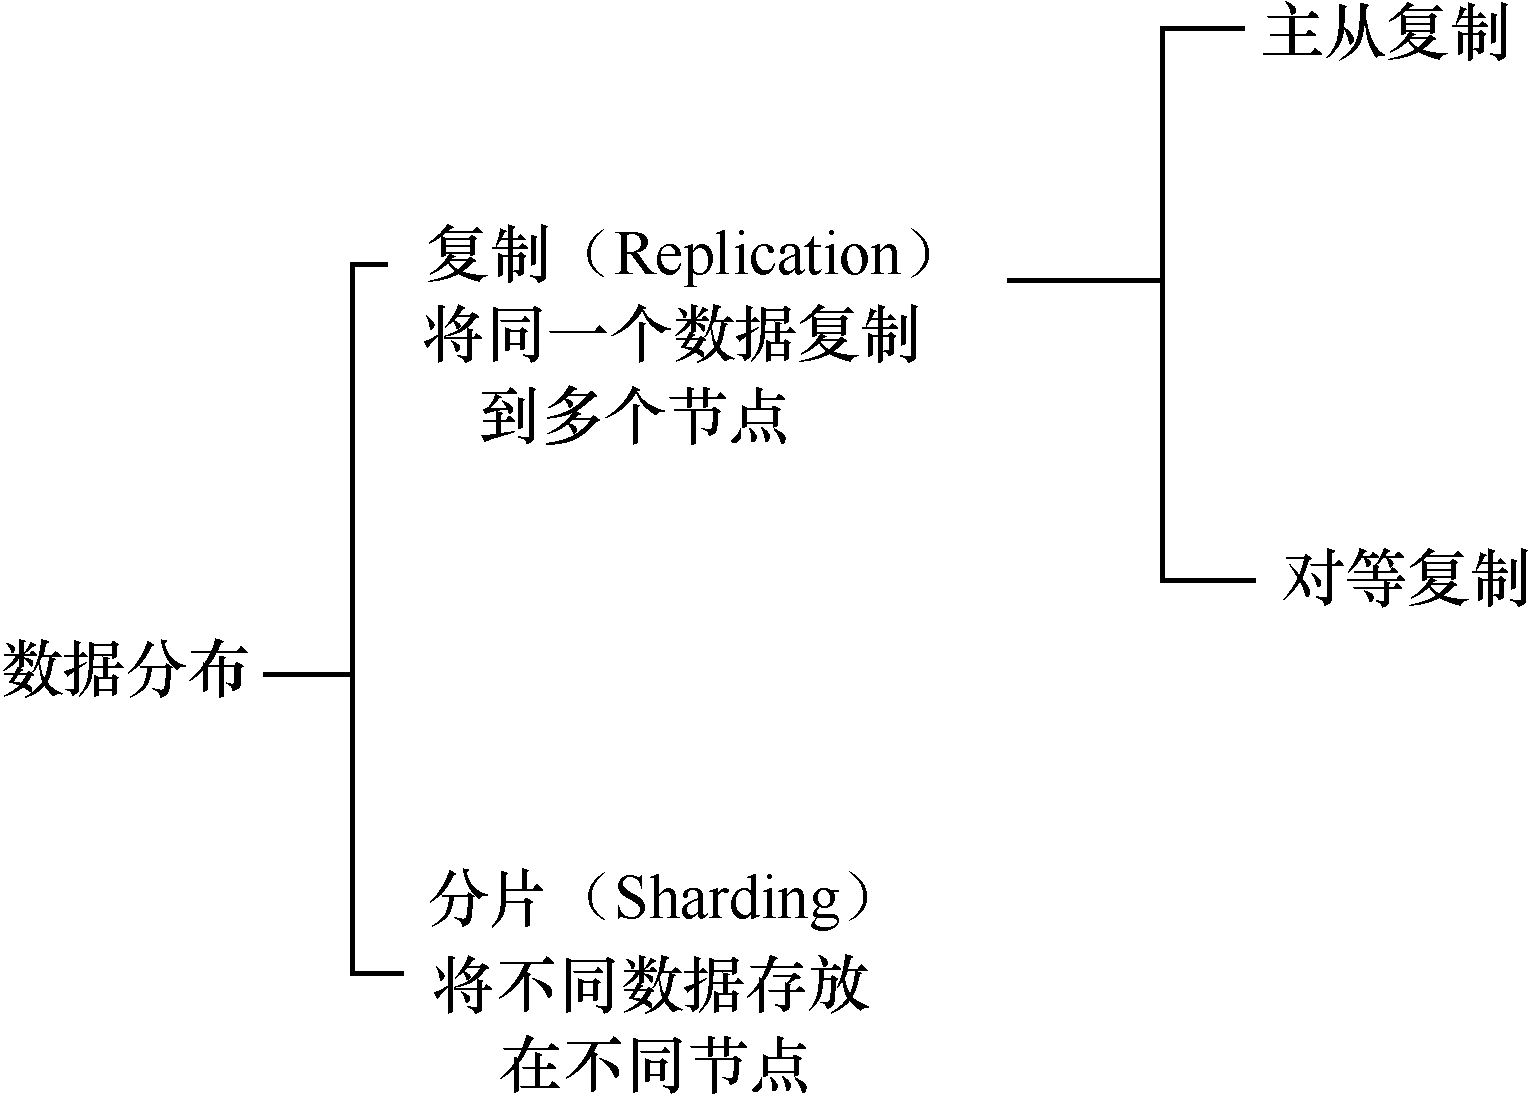 数据分布
复制（Replication）
将同一个数据复制
到多个节点
主从复制
对等复制
分片（Sharding）
将不同数据存放
在不同节点